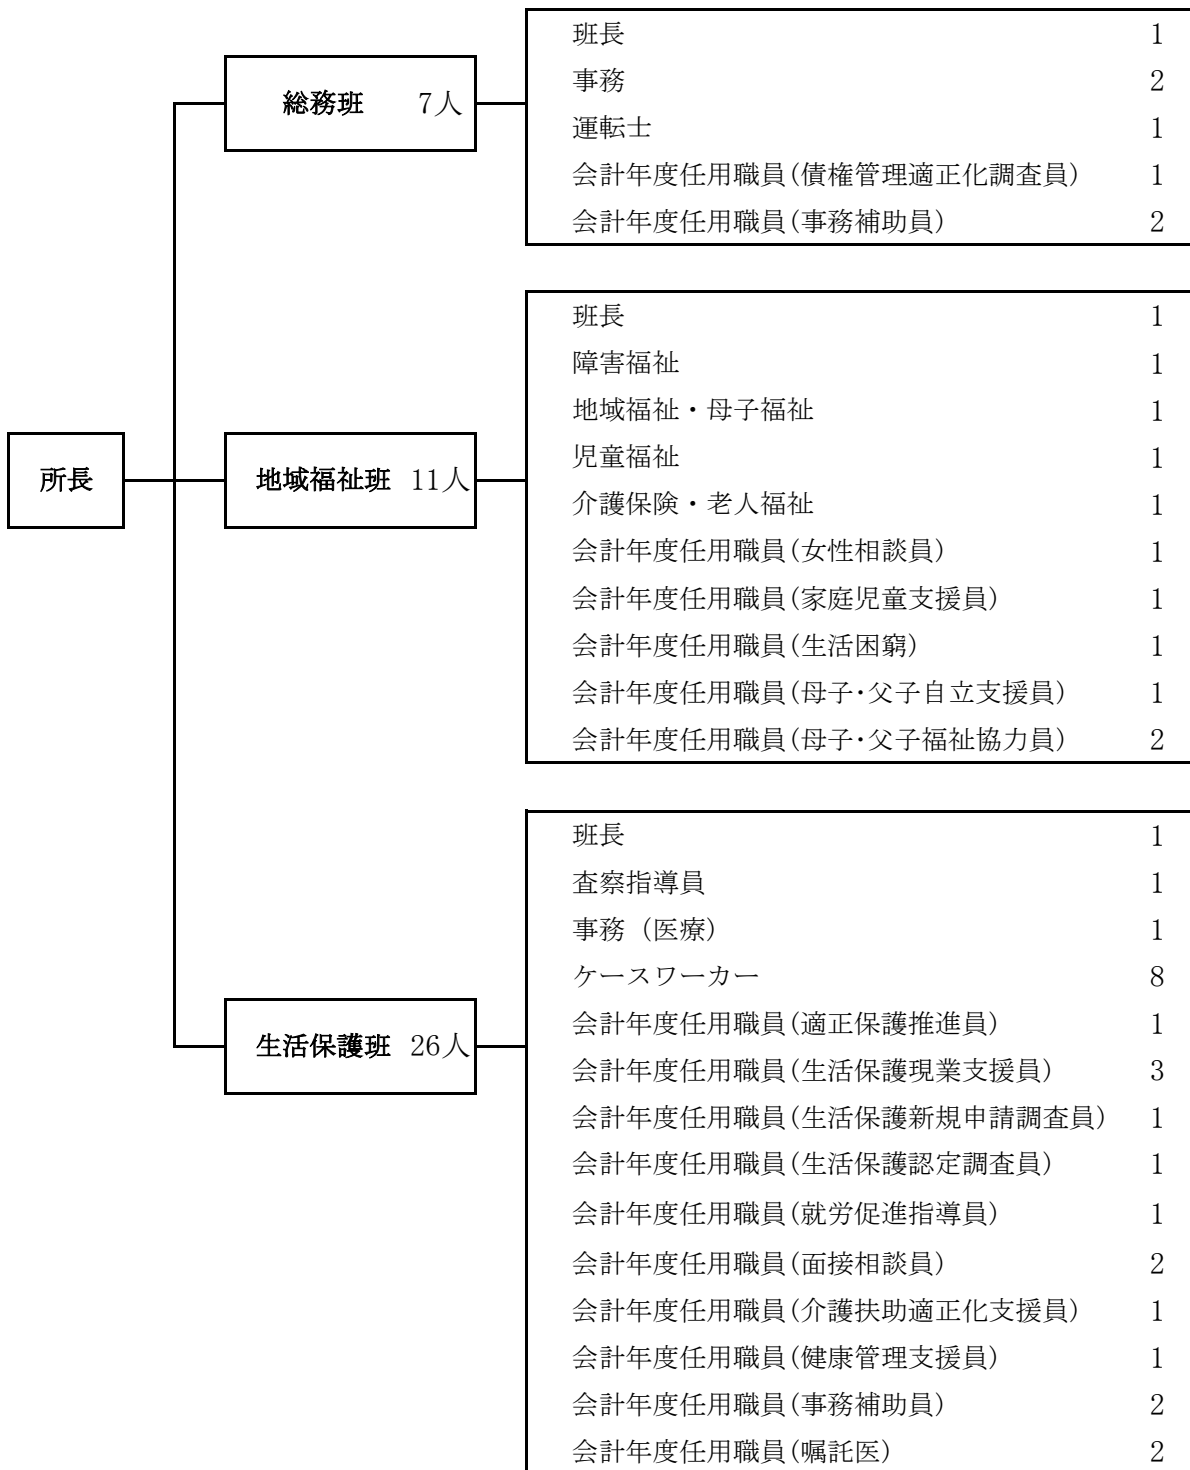 所長
総務班 7人
班長 1
事務 2
運転士 1
会計年度任用職員(債権管理適正化調査員) 1
会計年度任用職員(事務補助員) 2
地域福祉班 11人
班長 1
障害福祉 1
地域福祉・母子福祉 1
児童福祉 1
介護保険・老人福祉 1
会計年度任用職員(女性相談員) 1
会計年度任用職員(家庭児童支援員) 1
会計年度任用職員(生活困窮) 1
会計年度任用職員(母子・父子自立支援員) 1
会計年度任用職員(母子・父子福祉協力員) 2
生活保護班 26人
班長 1
査察指導員 1
事務（医療） 1
ケースワーカー 8
会計年度任用職員(適正保護推進員) 1
会計年度任用職員(生活保護現業支援員) 3
会計年度任用職員(生活保護新規申請調査員) 1
会計年度任用職員(生活保護認定調査員) 1
会計年度任用職員(就労促進指導員) 1
会計年度任用職員(面接相談員) 2
会計年度任用職員(介護扶助適正化支援員) 1
会計年度任用職員(健康管理支援員) 1
会計年度任用職員(事務補助員) 2
会計年度任用職員(嘱託医) 2